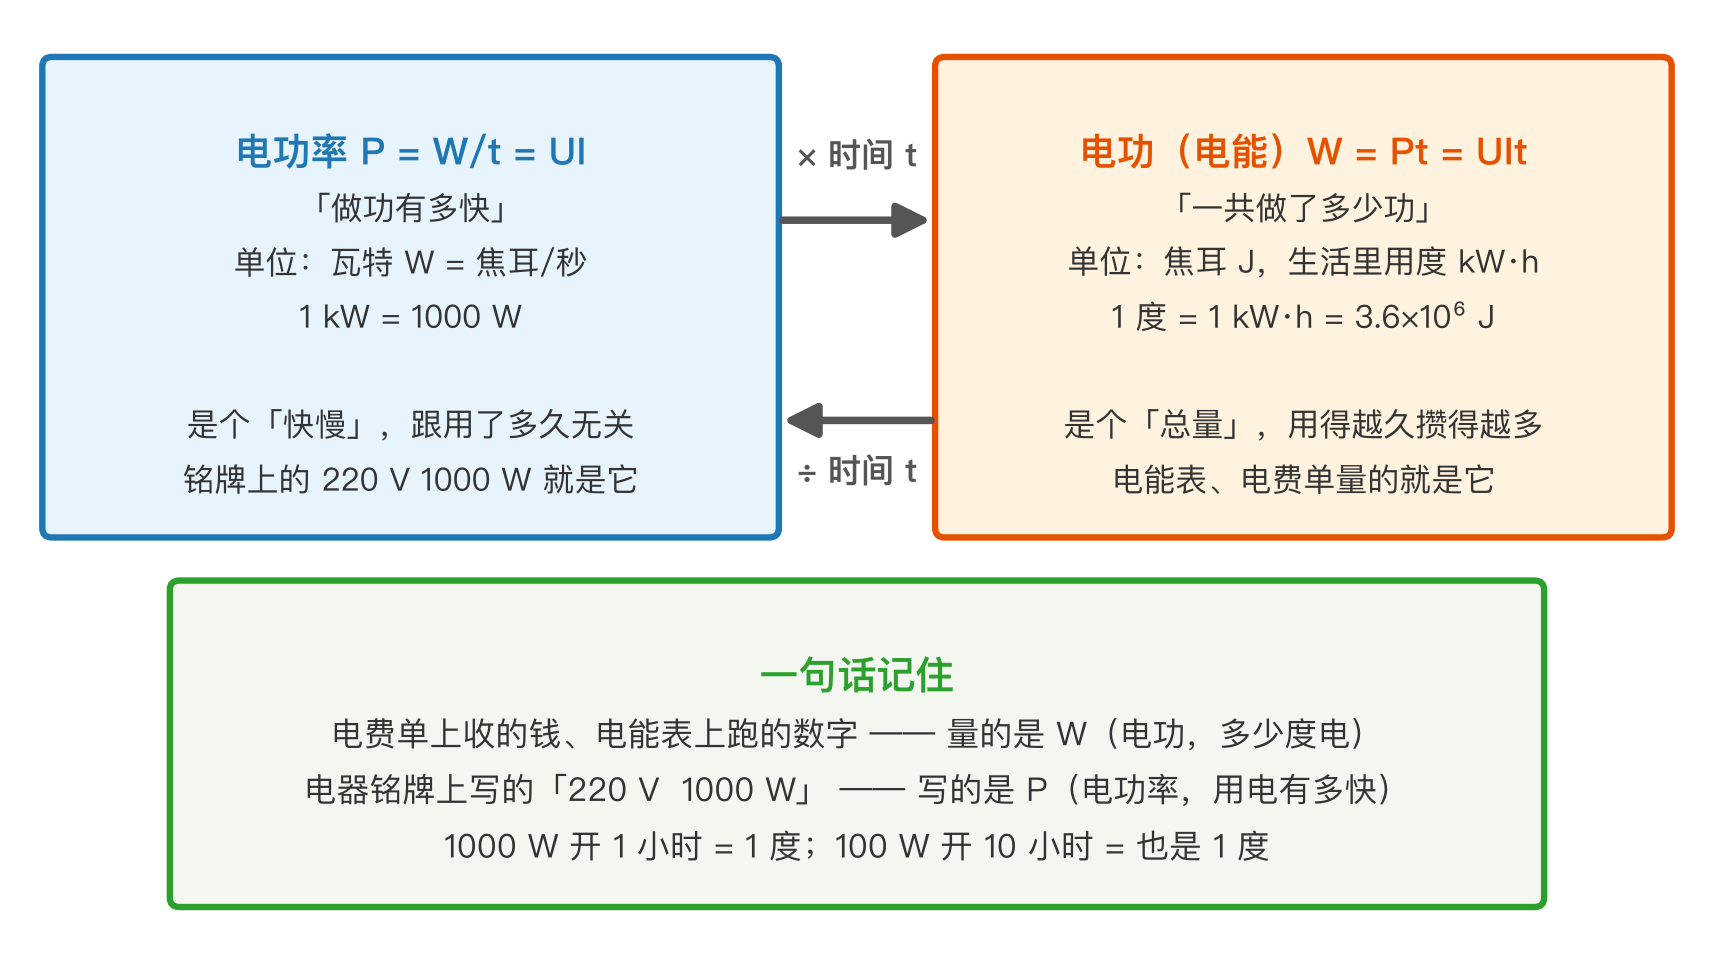 电功率 P = W/t = UI
「做功有多快」
单位：瓦特 W = 焦耳/秒
1 kW = 1000 W
是个「快慢」，跟用了多久无关
铭牌上的 220 V 1000 W 就是它
× 时间 t
÷ 时间 t
电功（电能）W = Pt = UIt
「一共做了多少功」
单位：焦耳 J，生活里用度 kW·h
1 度 = 1 kW·h = 3.6×10⁶ J
是个「总量」，用得越久攒得越多
电能表、电费单量的就是它
一句话记住
电费单上收的钱、电能表上跑的数字 —— 量的是 W（电功，多少度电）
电器铭牌上写的「220 V  1000 W」 —— 写的是 P（电功率，用电有多快）
1000 W 开 1 小时 = 1 度；100 W 开 10 小时 = 也是 1 度